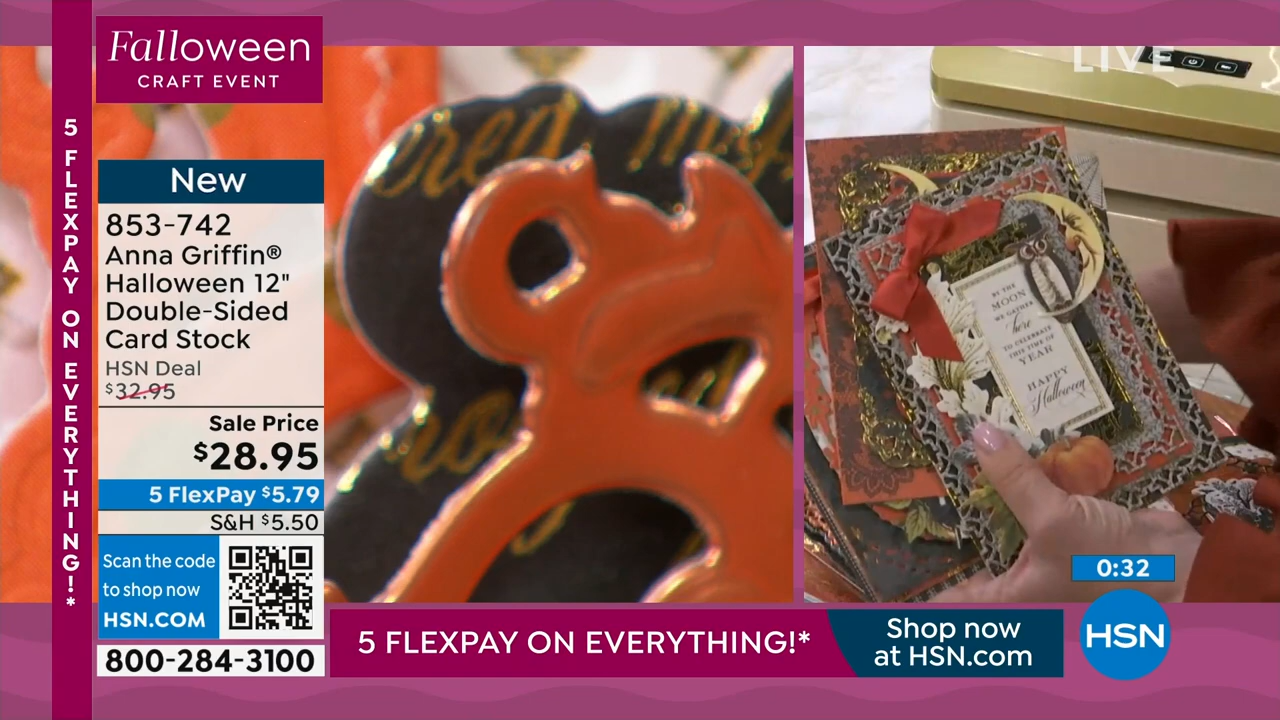 Falloween
CRAFT EVENT
5 FLEXPAY ON EVERYTHING!*
New
853-742
Anna Griffin®
Halloween 12"
Double-Sided
Card Stock
HSN Deal
$32.95
Sale Price
$28.95
5 FlexPay $5.79
S&H $5.50
Scan the code
to shop now
HSN.COM
800-284-3100
LIVE
BY THE
MOON
WE GATHER
here
TO CELEBRATE
THIS TIME OF
YEAR
HAPPY
Halloween
0:32
5 FLEXPAY ON EVERYTHING!*
Shop now
at HSN.com
HSN